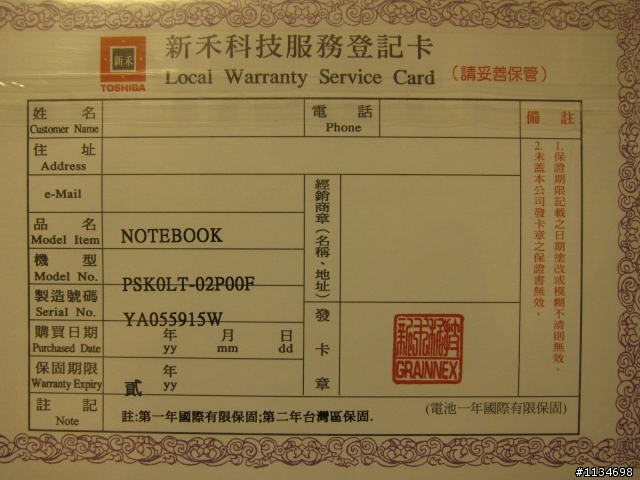 新禾
TOSHIBA
新禾科技服務登記卡
Local Warranty Service Card (請妥善保管)
姓名
Customer Name
電話
Phone
備註
1.保證期限記載之日期塗改或模糊不清則無效。
2.未蓋本公司發卡章之保證書無效。
住址
Address
e-Mail
經銷商章(名稱、地址)
品名
Model Item
NOTEBOOK
機型
Model No.
PSK0LT-02P00F
製造號碼
Serial No.
YA055915W
購買日期
Purchased Date
年 月 日
yy mm dd
發卡章
新禾科技
GRAINNEX
保固期限
Warranty Expiry
貳
年
yy
註記
Note
(電池一年國際有限保固)
註:第一年國際有限保固;第二年台灣區保固.
#1134698